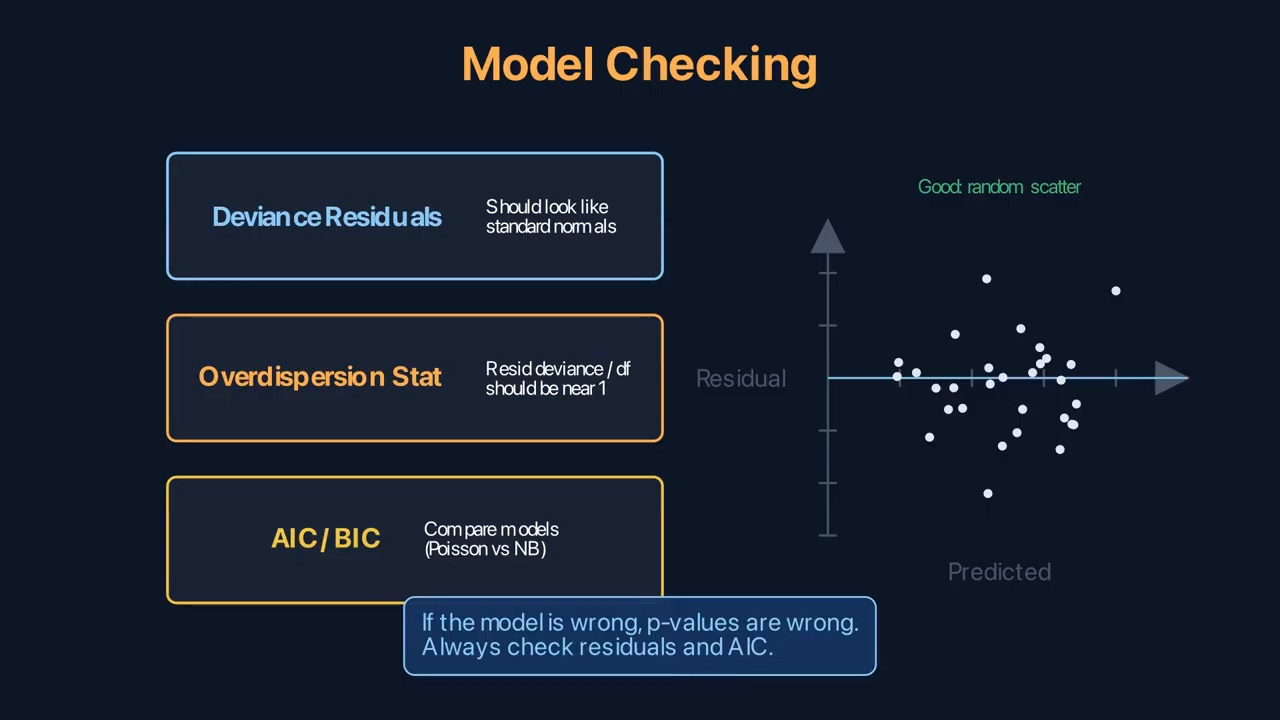 Model Checking
Deviance Residuals
Should look like
standard normals
Overdispersion Stat
Resid deviance / df
should be near 1
AIC / BIC
Compare models
(Poisson vs NB)
Good: random scatter
Residual
Predicted
If the model is wrong, p-values are wrong.
Always check residuals and AIC.